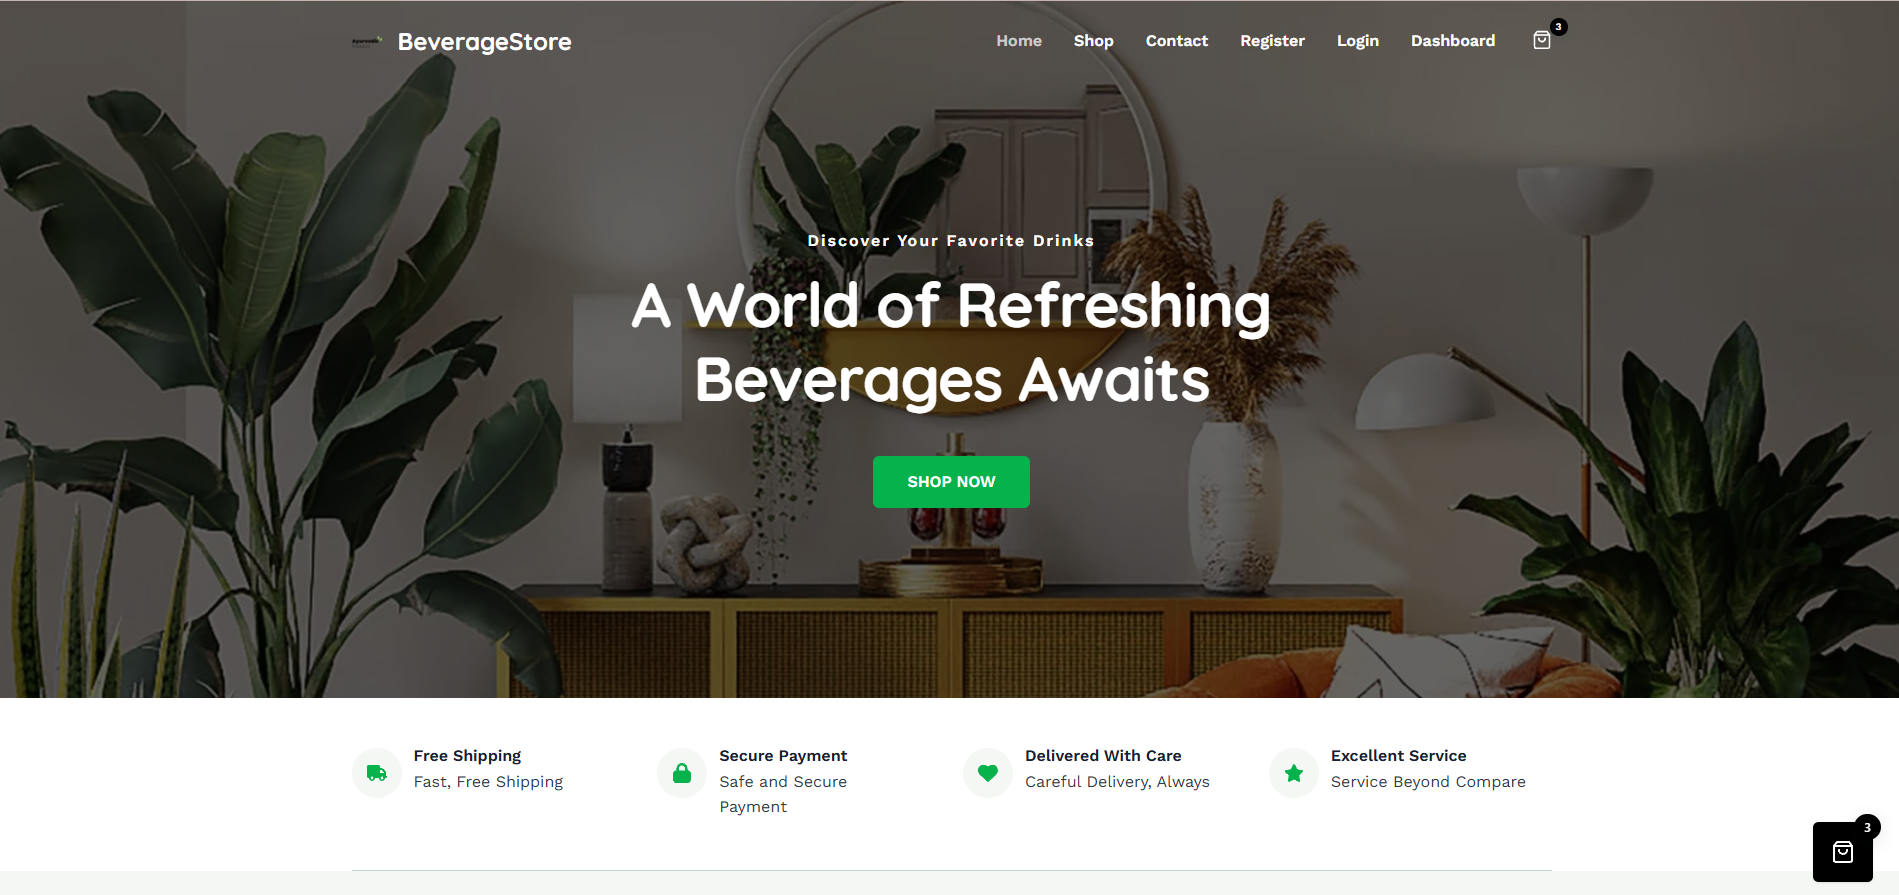 BeverageStore
Home Shop Contact Register Login Dashboard 3
Discover Your Favorite Drinks
A World of Refreshing
Beverages Awaits
SHOP NOW
Free Shipping
Fast, Free Shipping
Secure Payment
Safe and Secure
Payment
Delivered With Care
Careful Delivery, Always
Excellent Service
Service Beyond Compare
3